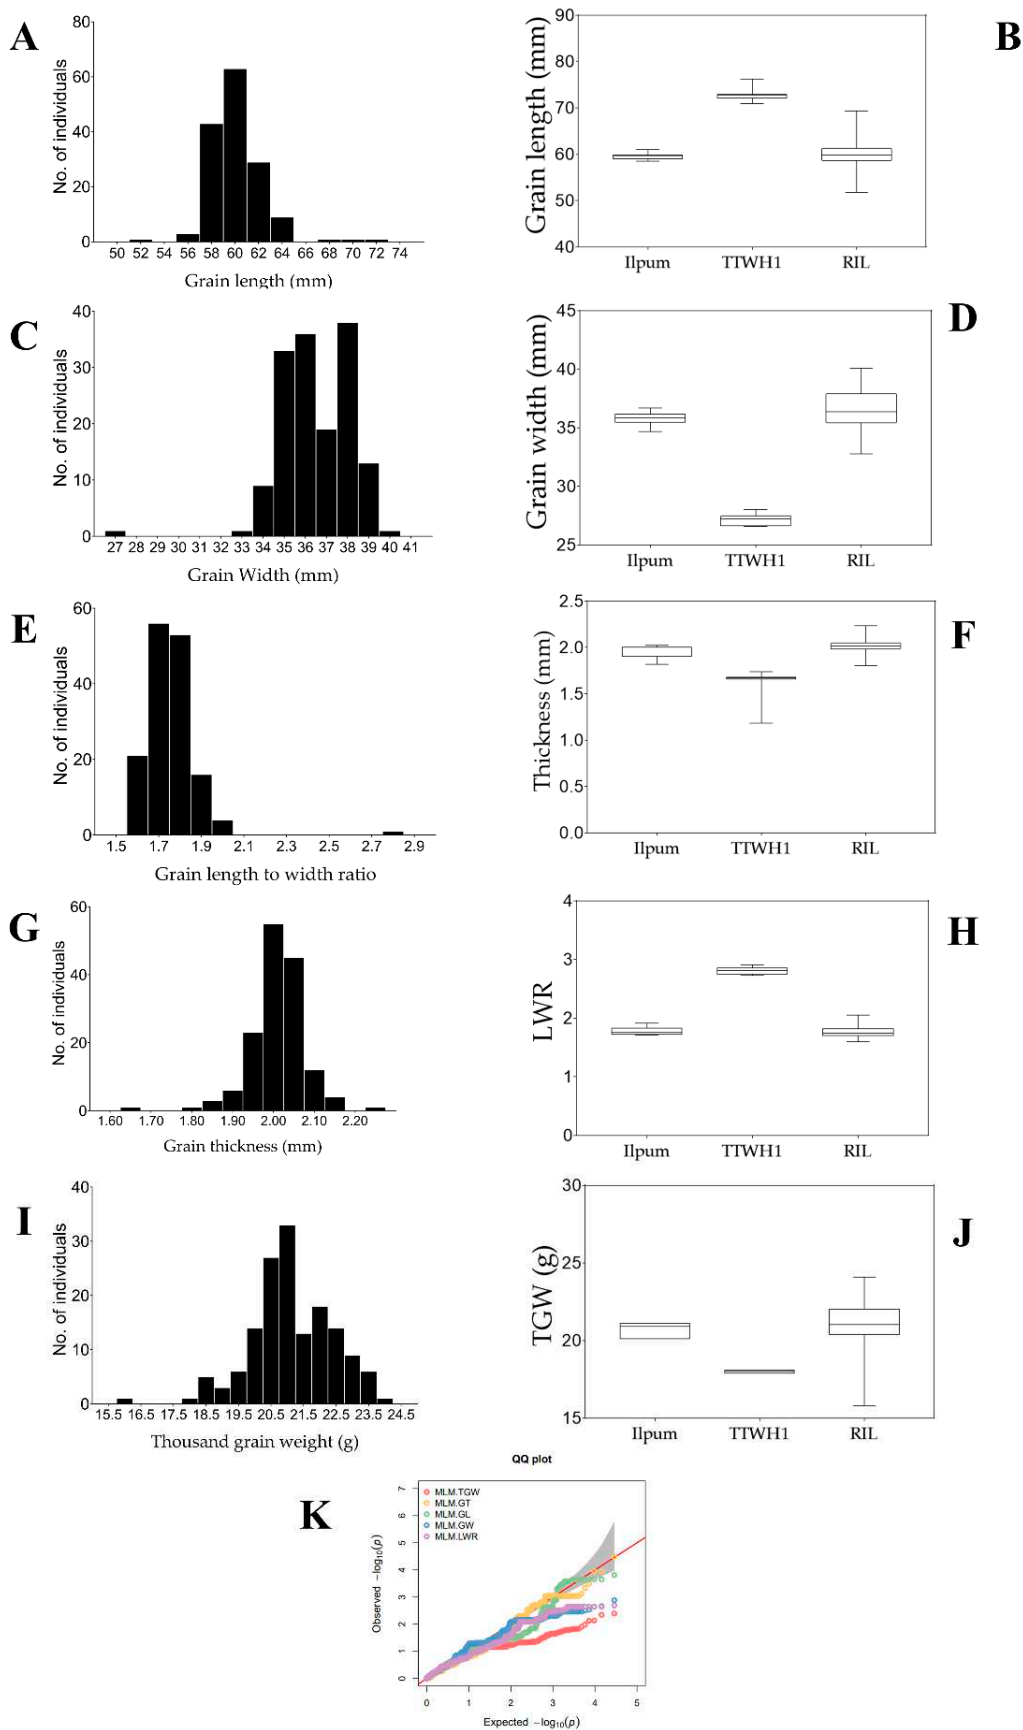 A
80
60
40
20
0
No. of individuals
50 52 54 56 58 60 62 64 66 68 70 72 74
Grain length (mm)
B
90
80
70
60
50
40
Grain length (mm)
Ilpum TTWH1 RIL
C
40
30
20
10
0
No. of individuals
27 28 29 30 31 32 33 34 35 36 37 38 39 40 41
Grain Width (mm)
D
45
40
35
30
25
Grain width (mm)
Ilpum TTWH1 RIL
E
60
40
20
0
No. of individuals
1.5 1.7 1.9 2.1 2.3 2.5 2.7 2.9
Grain length to width ratio
F
2.5
2.0
1.5
1.0
0.5
0.0
Thickness (mm)
Ilpum TTWH1 RIL
G
60
40
20
0
No. of individuals
1.60 1.70 1.80 1.90 2.00 2.10 2.20
Grain thickness (mm)
H
4
3
2
1
0
LWR
Ilpum TTWH1 RIL
I
40
30
20
10
0
No. of individuals
15.5 16.5 17.5 18.5 19.5 20.5 21.5 22.5 23.5 24.5
Thousand grain weight (g)
J
30
25
20
15
TGW (g)
Ilpum TTWH1 RIL
K
QQ plot
MLM.TGW
MLM.GT
MLM.GL
MLM.GW
MLM.LWR
7
6
5
4
3
2
1
0
Observed −log₁₀(p)
0 1 2 3 4 5
Expected −log₁₀(p)